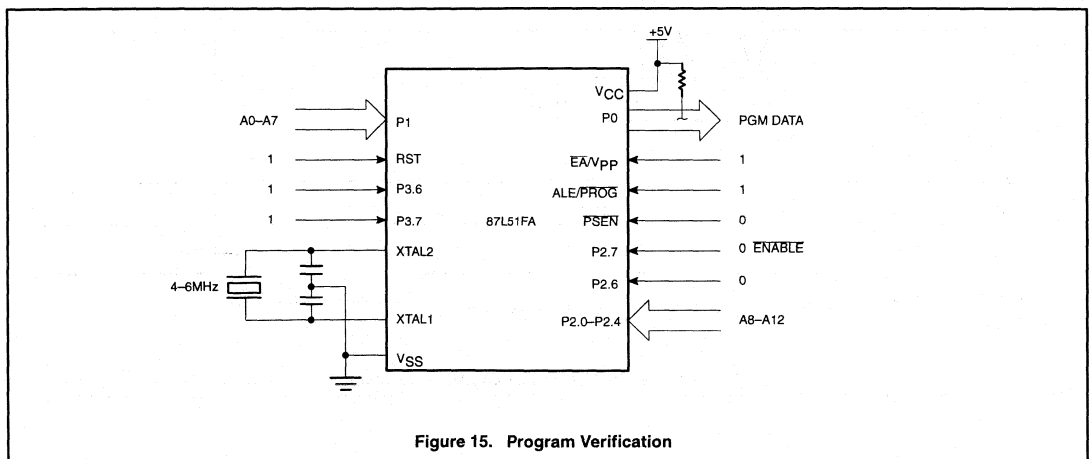 +5V
VCC
A0–A7
P1
P0
PGM DATA
1
RST
EA/VPP
1
1
P3.6
ALE/PROG
1
1
P3.7
87L51FA
PSEN
0
XTAL2
P2.7
0 ENABLE
4–6MHz
P2.6
0
XTAL1
P2.0–P2.4
A8–A12
VSS
Figure 15. Program Verification